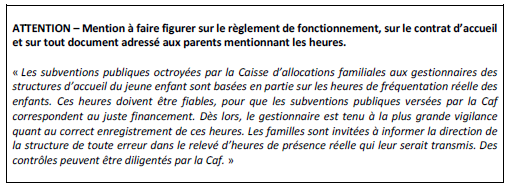 ATTENTION – Mention à faire figurer sur le règlement de fonctionnement, sur le contrat d'accueil
et sur tout document adressé aux parents mentionnant les heures.
« Les subventions publiques octroyées par la Caisse d'allocations familiales aux gestionnaires des
structures d'accueil du jeune enfant sont basées en partie sur les heures de fréquentation réelle des
enfants. Ces heures doivent être fiables, pour que les subventions publiques versées par la Caf
correspondent au juste financement. Dès lors, le gestionnaire est tenu à la plus grande vigilance
quant au correct enregistrement de ces heures. Les familles sont invitées à informer la direction de
la structure de toute erreur dans le relevé d'heures de présence réelle qui leur serait transmis. Des
contrôles peuvent être diligentés par la Caf. »